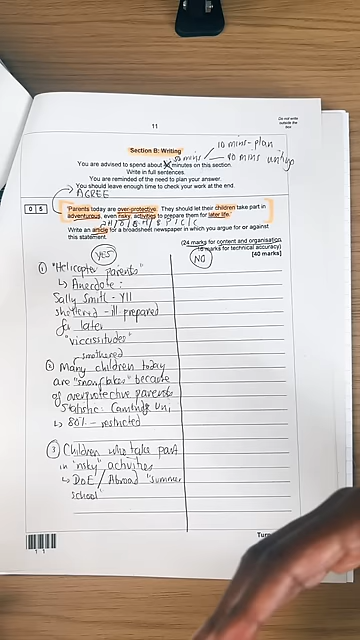 11
Do not write
outside the
box
Section B: Writing
10 mins - plan
You are advised to spend about 45 minutes on this section.
50 mins
40 mins writing
Write in full sentences.
You are reminded of the need to plan your answer.
You should leave enough time to check your work at the end.
AGREE
0 5
'Parents today are over-protective. They should let their children take part in
adventurous, even risky, activities to prepare them for later life.'
Write an article for a broadsheet newspaper in which you argue for or against
this statement.
(24 marks for content and organisation
16 marks for technical accuracy)
[40 marks]
YES
NO
① "Helicopter parents"
↳ Anecdote:
Sally Smith - Y11
sheltered - ill-prepared
for later
"vicissitudes"
smothered
② Many children today
are "snowflakes" because
of overprotective parents
Statistic: Cambridge Uni
↳ 80% - restricted
③ Children who take part
in "risky" activities
↳ DoE / Abroad "summer
school"
Turn
1 1